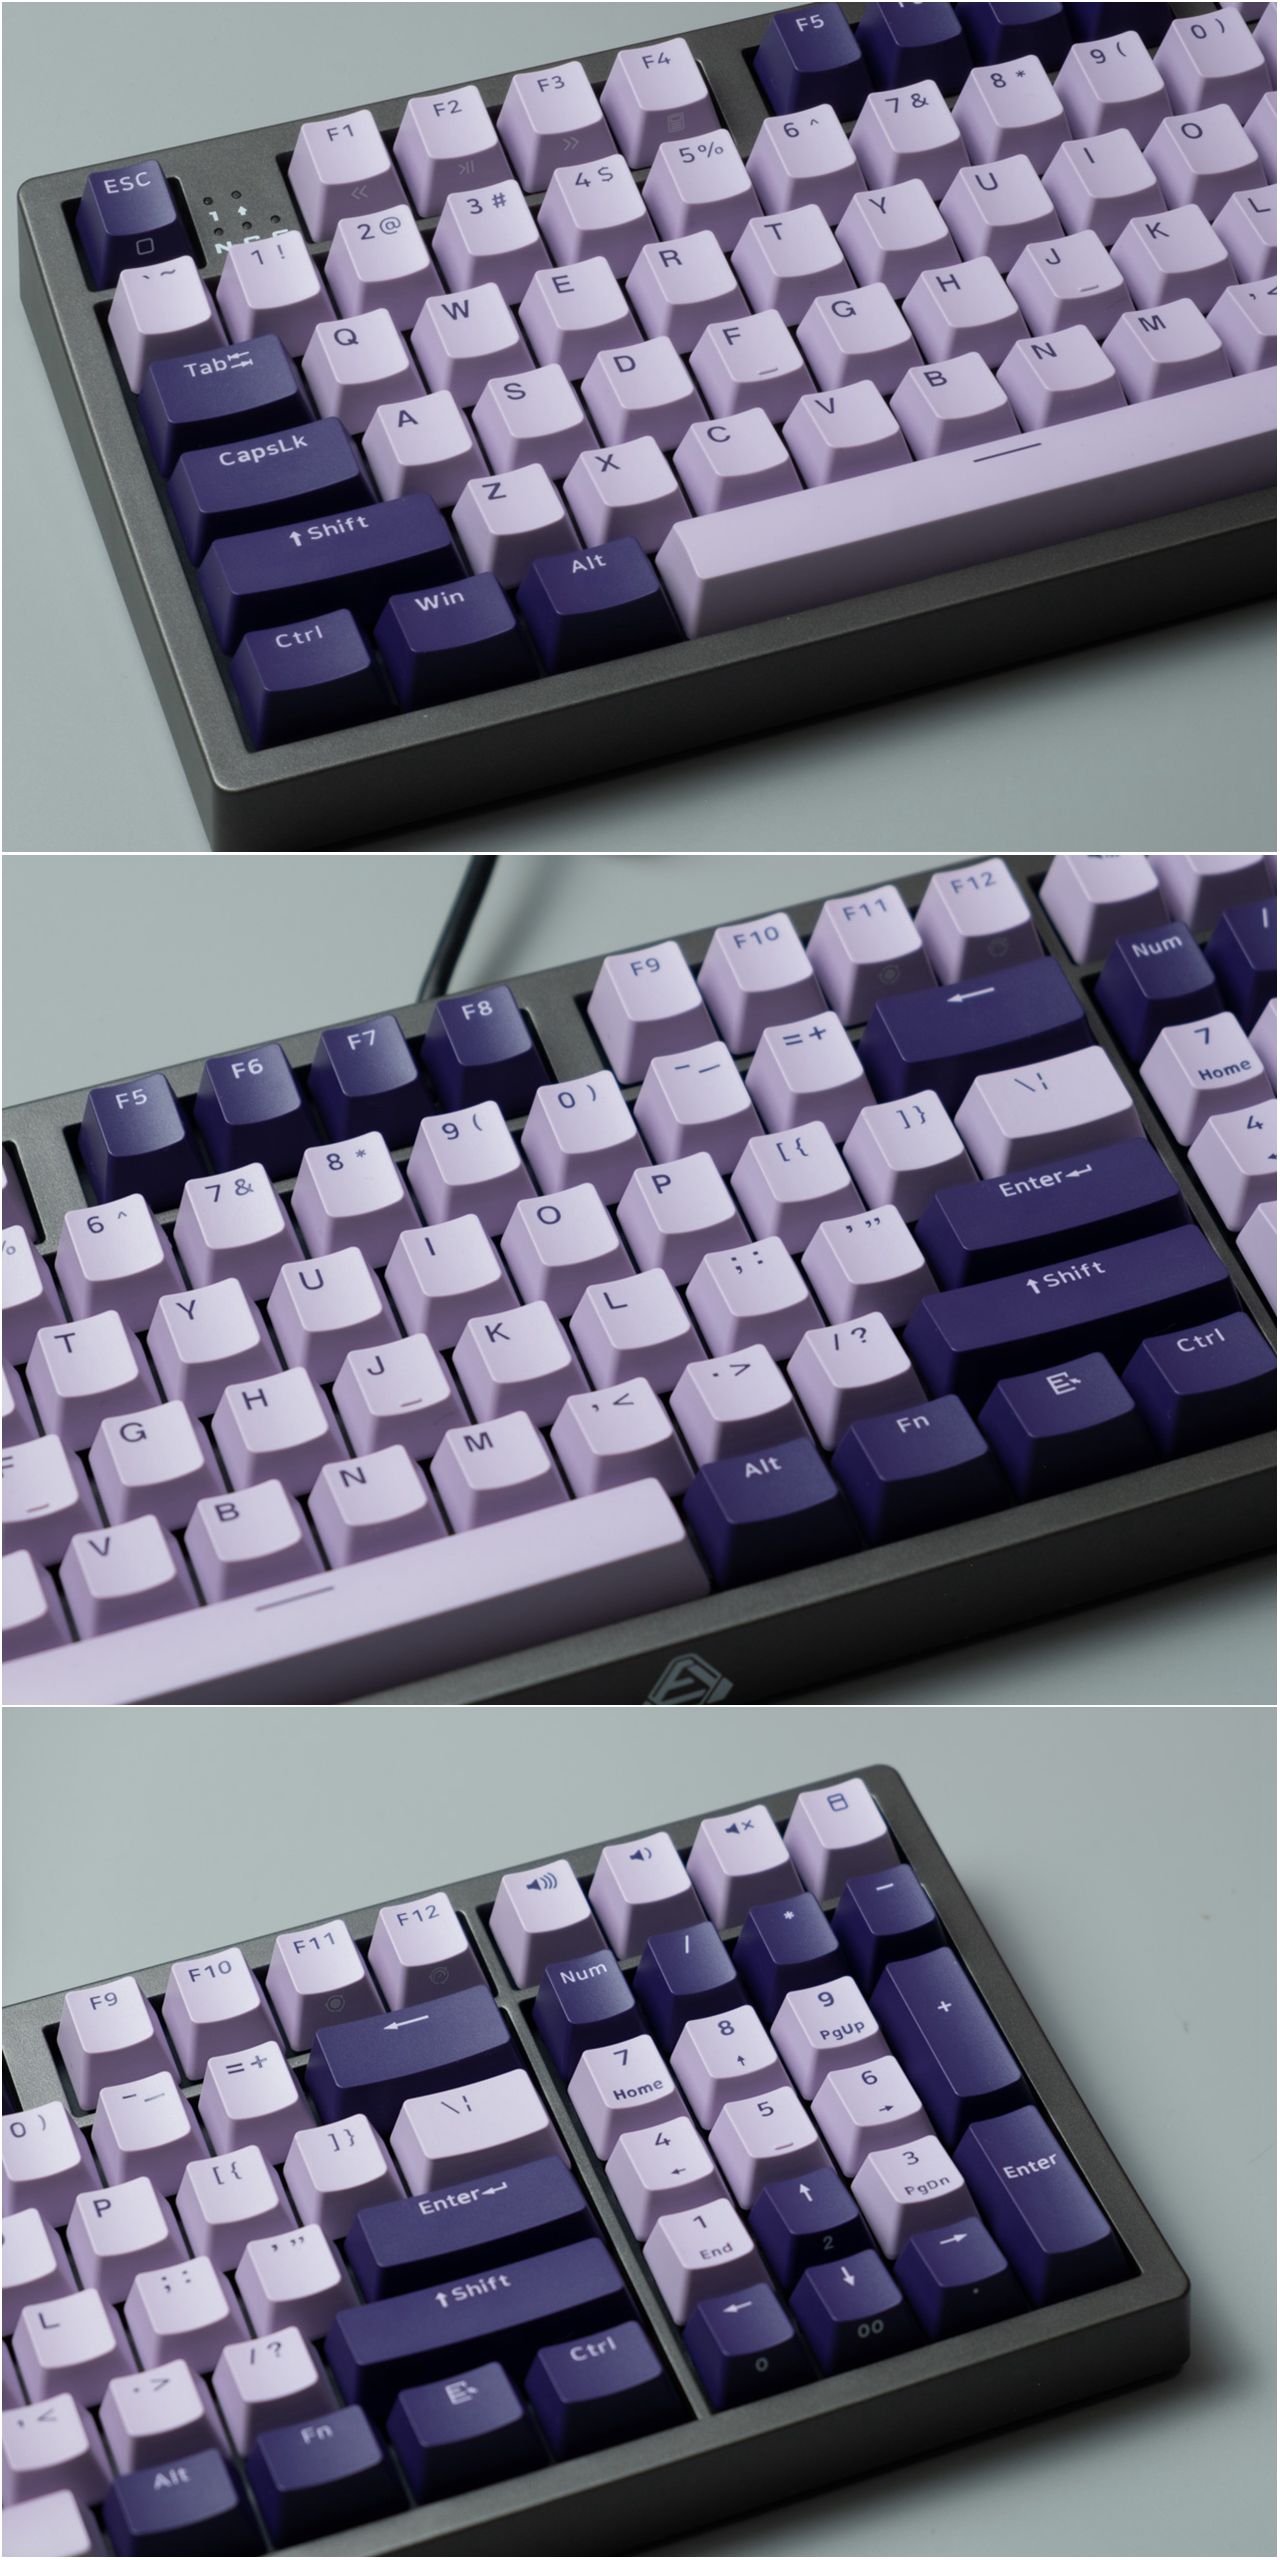 F5
ESC F1 F2 F3 F4
` ~ 1 ! 2 @ 3 # 4 $ 5 % 6 ^ 7 & 8 * 9 ( 0 )
Tab Q W E R T Y U I O
CapsLk A S D F G H J K L
↑ Shift Z X C V B N M , <
Ctrl Win Alt
F5 F6 F7 F8 F9 F10 F11 F12
% 6 ^ 7 & 8 * 9 ( 0 ) - _ = + ← Num /
T Y U I O P [ { ] } \ ¦ 7 Home
F G H J K L ; : ' " Enter↵ 4 ←
V B N M , < . > / ? ↑ Shift
Alt Fn Ctrl
F9 F10 F11 F12
0 ) - _ = + ← Num / * -
P [ { ] } \ ¦ 7 Home 8 ↑ 9 PgUp +
L ; : ' " Enter↵ 4 ← 5 6 →
, < . > / ? ↑ Shift 1 End ↑ 2 3 PgDn Enter
Alt Fn Ctrl ← 0 ↓ 00 → .